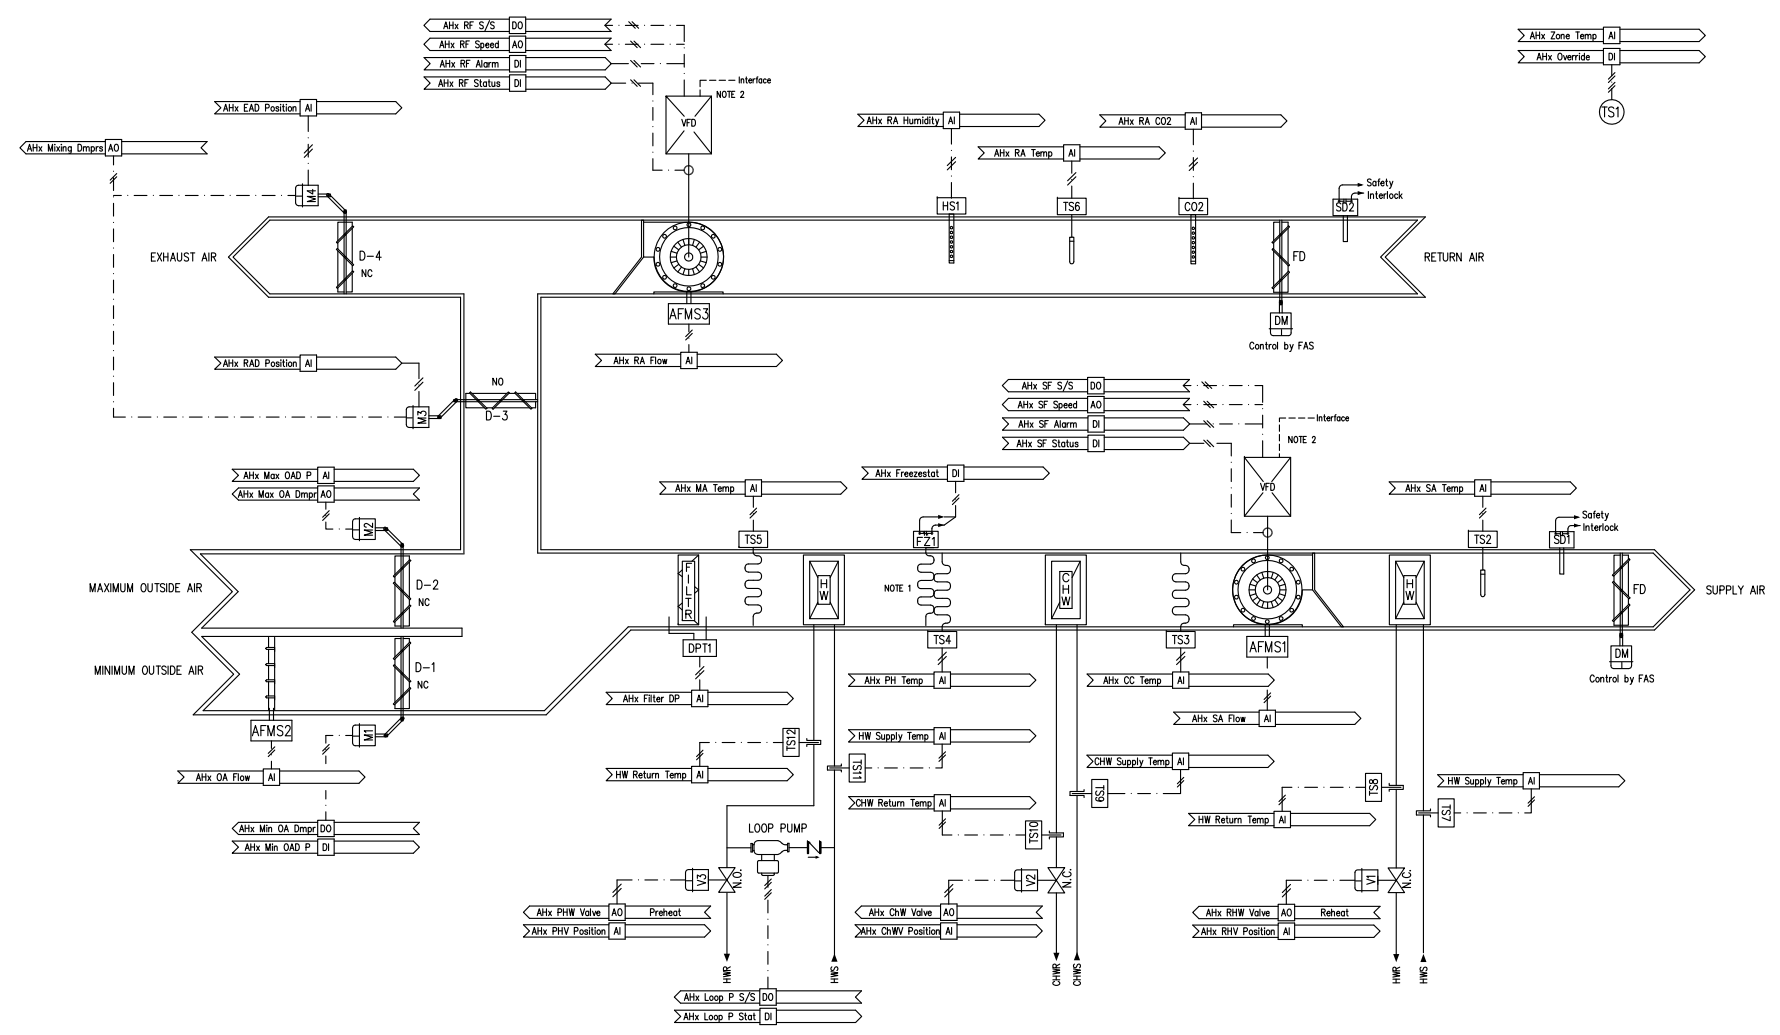 AHx RF S/S DO
AHx RF Speed AO
AHx RF Alarm DI
AHx RF Status DI
Interface
NOTE 2
VFD
AHx Zone Temp AI
AHx Override DI
TS1
AHx EAD Position AI
AHx Mixing Dmprs AO
M4
AHx RA Humidity AI
AHx RA CO2 AI
AHx RA Temp AI
HS1
TS6
CO2
SD2
Safety
Interlock
EXHAUST AIR
D-4
NC
FD
RETURN AIR
AFMS3
DM
Control by FAS
AHx RA Flow AI
AHx RAD Position AI
M3
NO
D-3
AHx SF S/S DO
AHx SF Speed AO
AHx SF Alarm DI
AHx SF Status DI
Interface
NOTE 2
VFD
AHx Max OAD P AI
AHx Max OA Dmpr AO
M2
AHx MA Temp AI
AHx Freezestat DI
AHx SA Temp AI
TS5
FZ1
TS2
SD1
Safety
Interlock
MAXIMUM OUTSIDE AIR
D-2
NC
FILTR
HW
NOTE 1
CHW
HW
FD
SUPPLY AIR
MINIMUM OUTSIDE AIR
D-1
NC
DPT1
TS4
TS3
AFMS1
DM
Control by FAS
AFMS2
M1
AHx Filter DP AI
AHx PH Temp AI
AHx CC Temp AI
AHx SA Flow AI
AHx OA Flow AI
TS12
HW Return Temp AI
TS11
HW Supply Temp AI
CHW Return Temp AI
TS10
CHW Supply Temp AI
TS9
TS8
HW Return Temp AI
TS7
HW Supply Temp AI
AHx Min OA Dmpr DO
AHx Min OAD P DI
LOOP PUMP
V3
N.O.
V2
N.C.
V1
N.C.
AHx PHW Valve AO Preheat
AHx PHV Position AI
AHx ChW Valve AO
AHx ChWV Position AI
AHx RHW Valve AO Reheat
AHx RHV Position AI
HWR
HWS
CHWR
CHWS
HWR
HWS
AHx Loop P S/S DO
AHx Loop P Stat DI